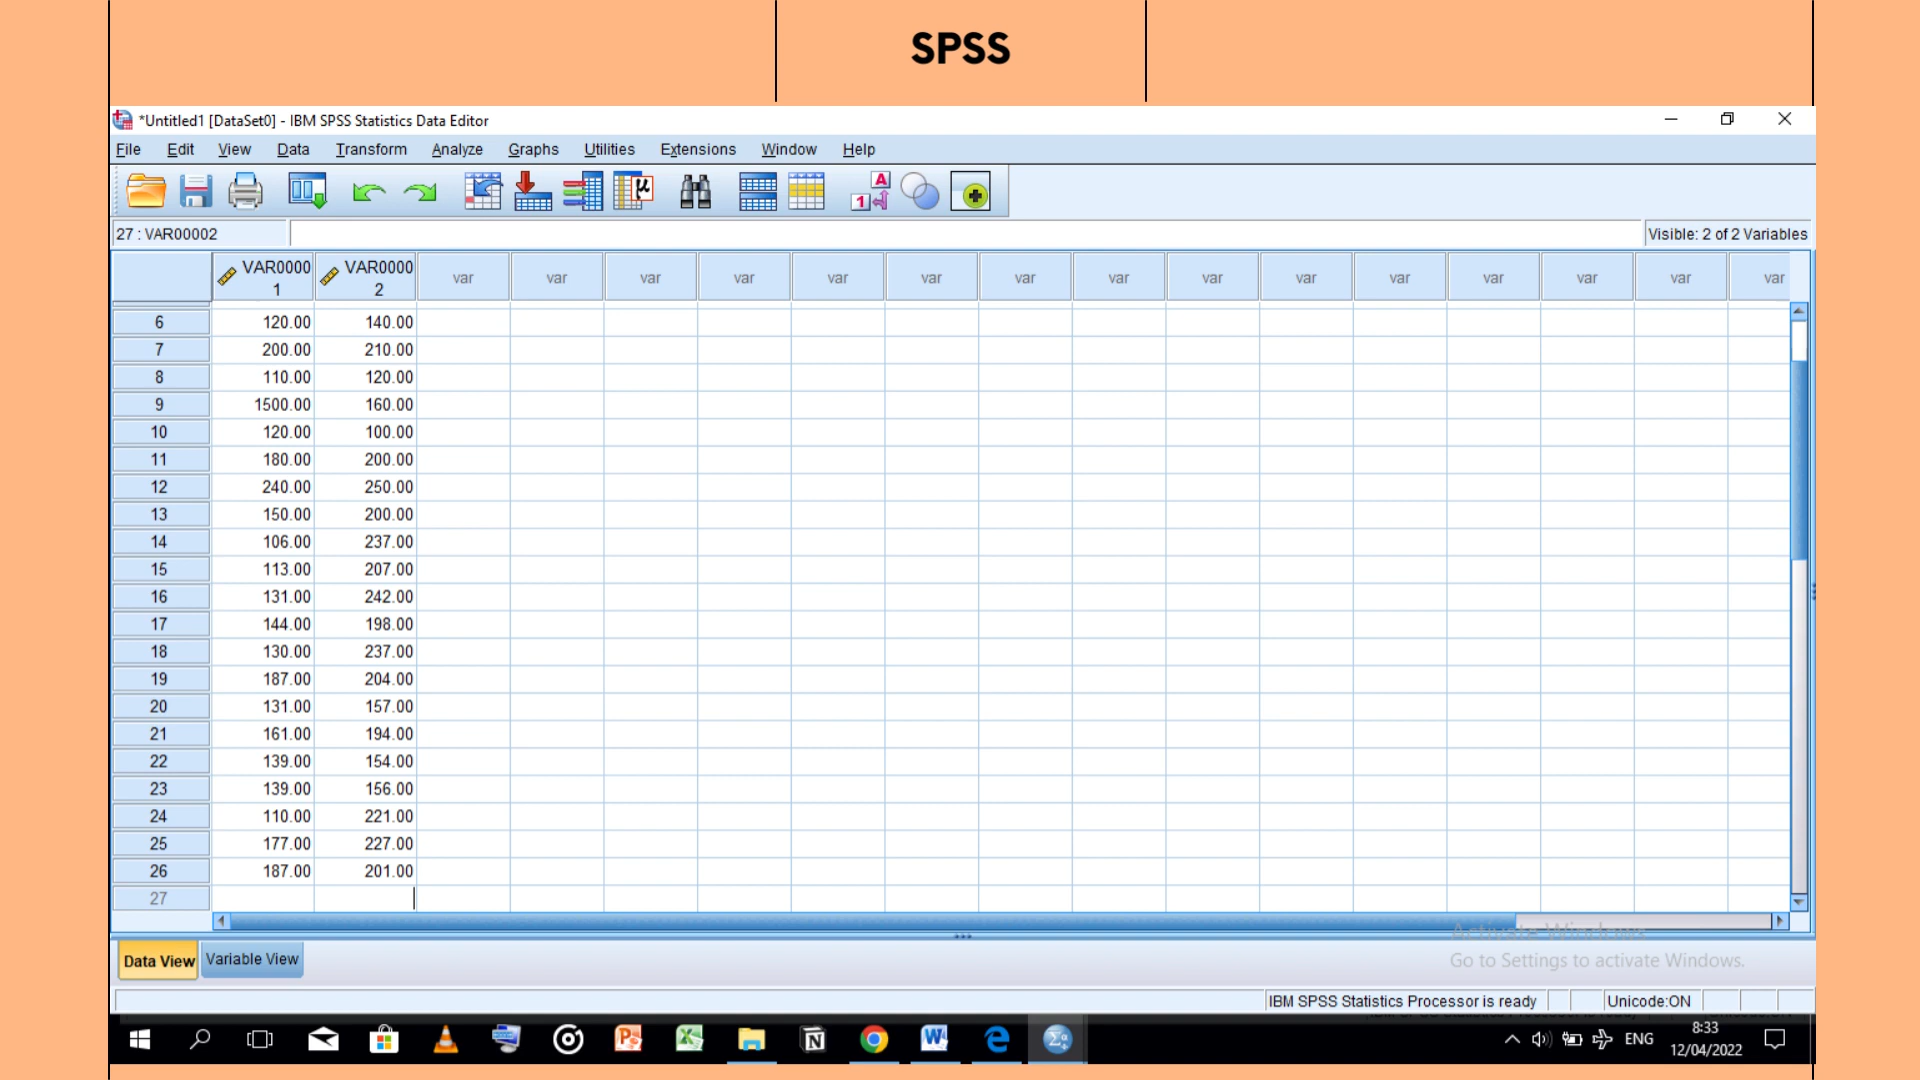 SPSS
*Untitled1 [DataSet0] - IBM SPSS Statistics Data Editor
File Edit View Data Transform Analyze Graphs Utilities Extensions Window Help
27 : VAR00002 Visible: 2 of 2 Variables
VAR0000 VAR0000 var var var var var var var var var var var var var var var
1 2
6 120.00 140.00
7 200.00 210.00
8 110.00 120.00
9 1500.00 160.00
10 120.00 100.00
11 180.00 200.00
12 240.00 250.00
13 150.00 200.00
14 106.00 237.00
15 113.00 207.00
16 131.00 242.00
17 144.00 198.00
18 130.00 237.00
19 187.00 204.00
20 131.00 157.00
21 161.00 194.00
22 139.00 154.00
23 139.00 156.00
24 110.00 221.00
25 177.00 227.00
26 187.00 201.00
27
Activate Windows
Data View Variable View Go to Settings to activate Windows.
IBM SPSS Statistics Processor is ready Unicode:ON
ENG 8:33
12/04/2022